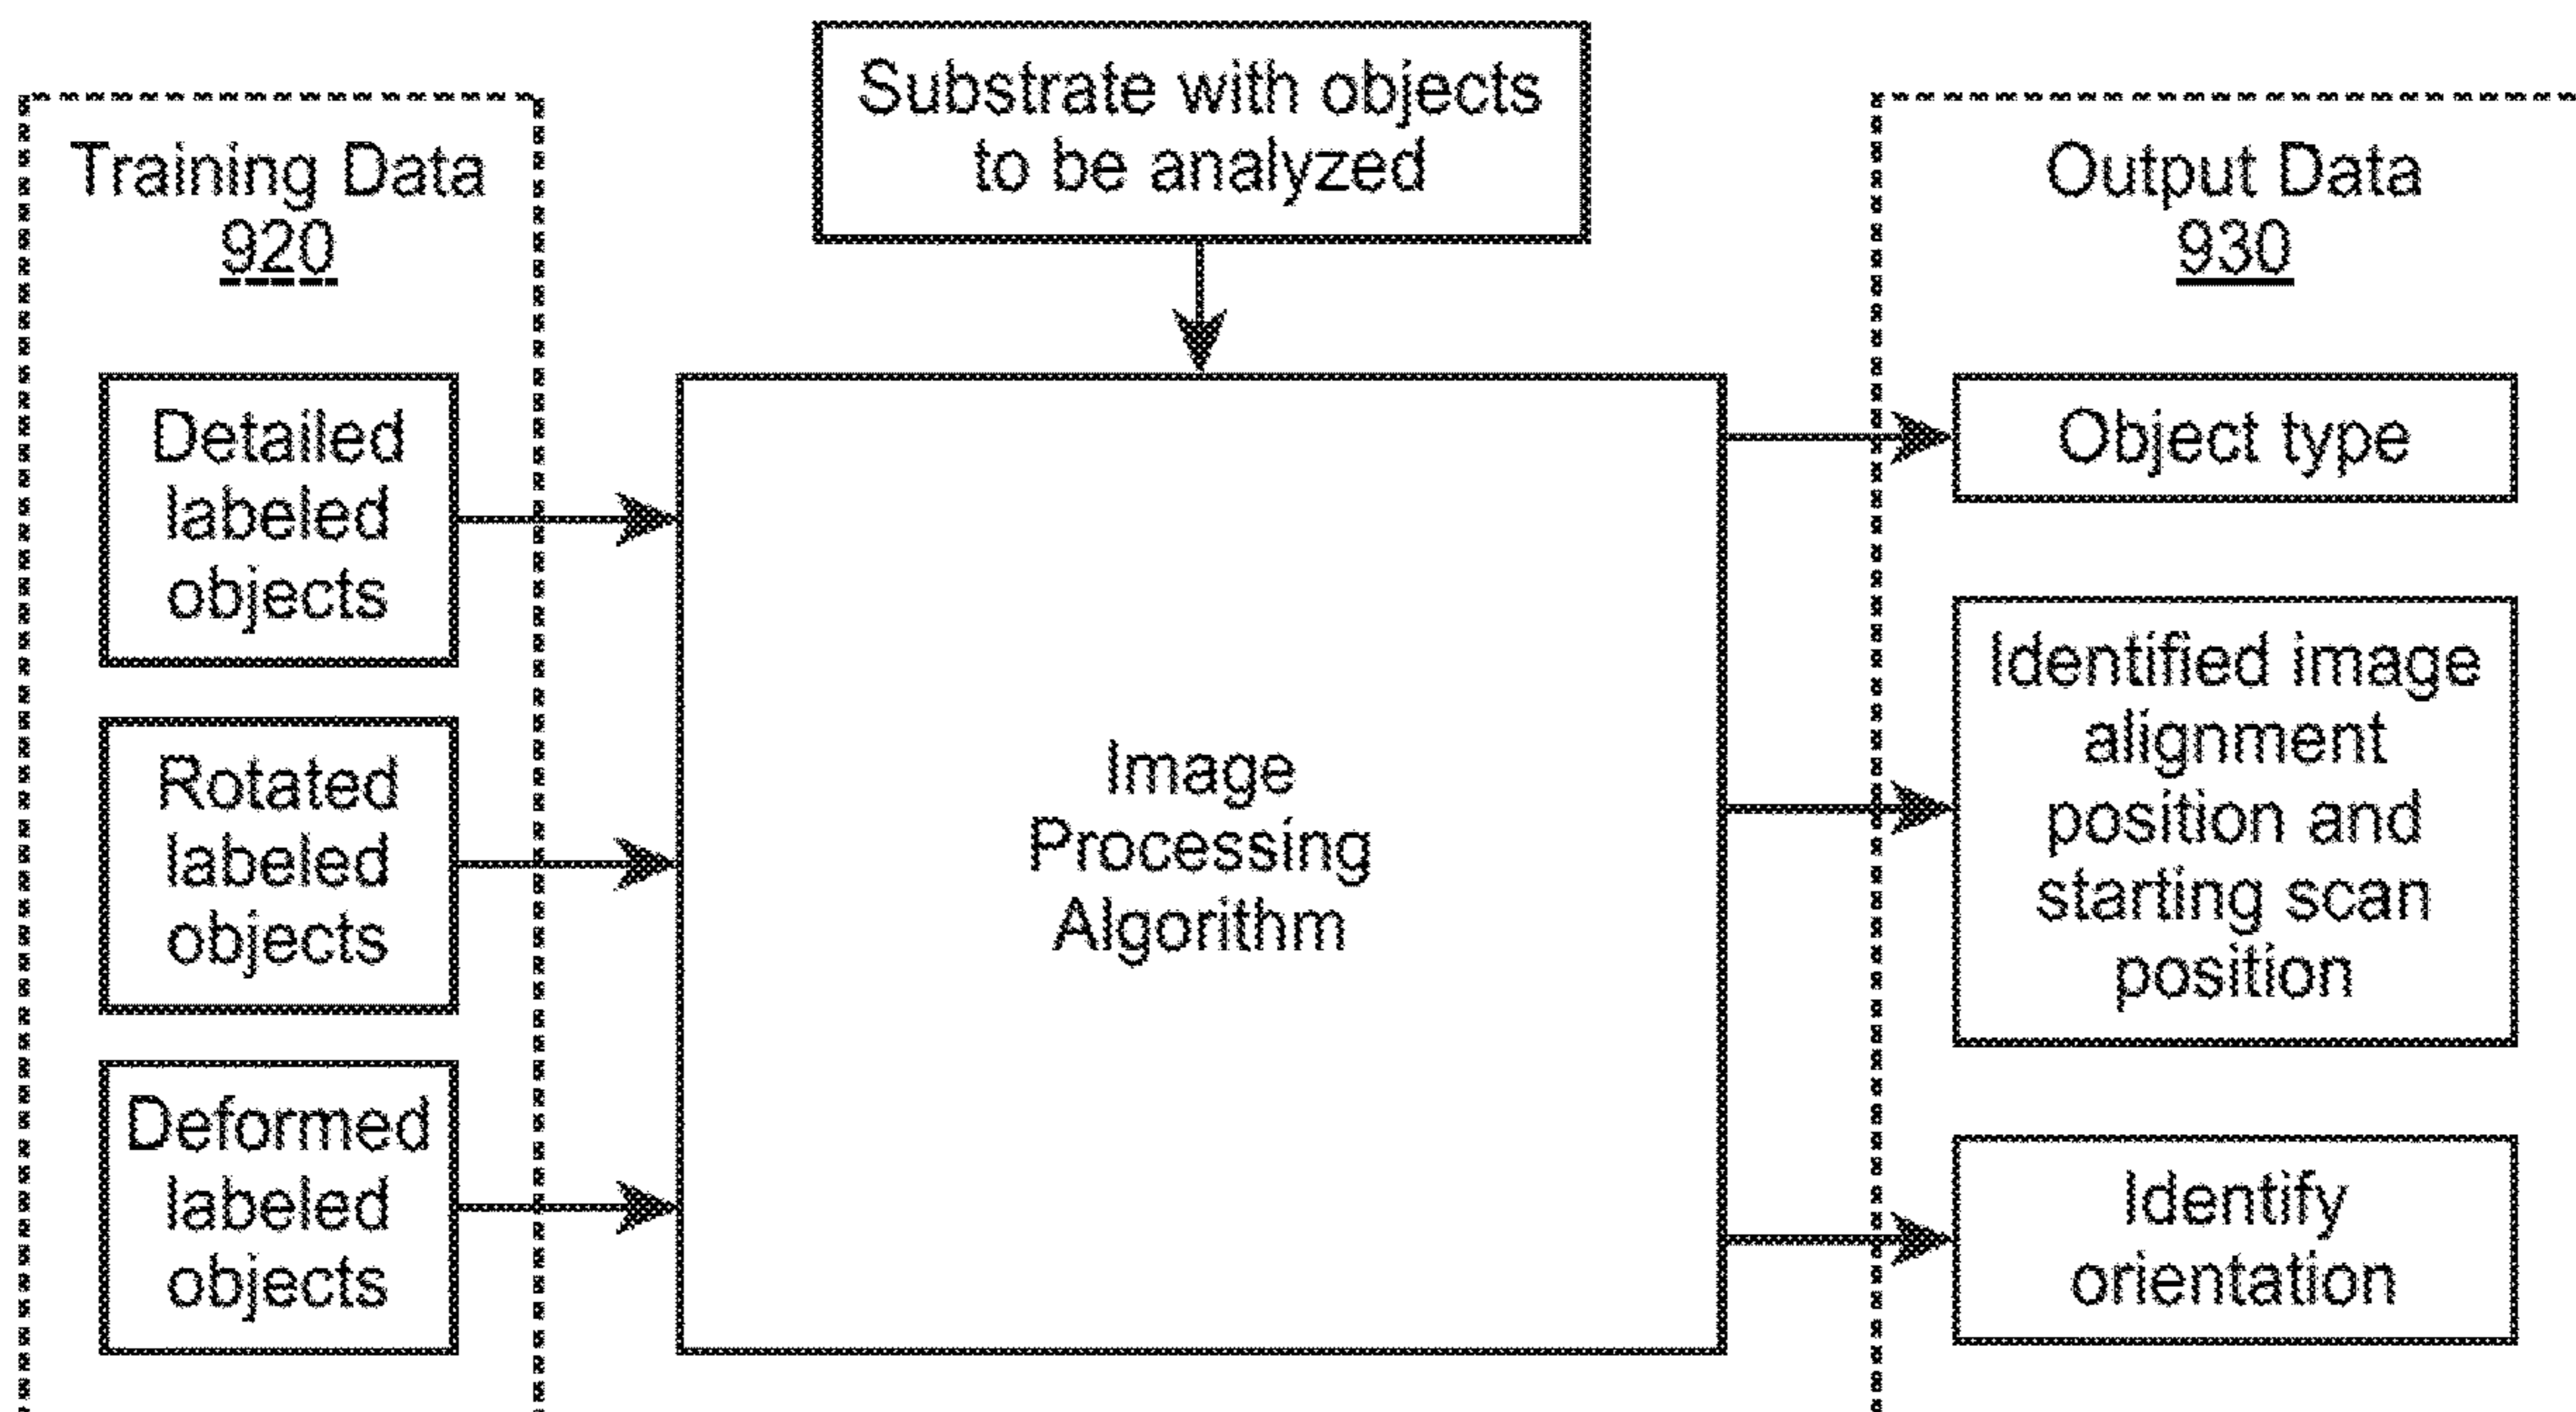 Substrate with objects
to be analyzed
Training Data
920
Detailed
labeled
objects
Rotated
labeled
objects
Deformed
labeled
objects
Image
Processing
Algorithm
Output Data
930
Object type
Identified image
alignment
position and
starting scan
position
Identify
orientation